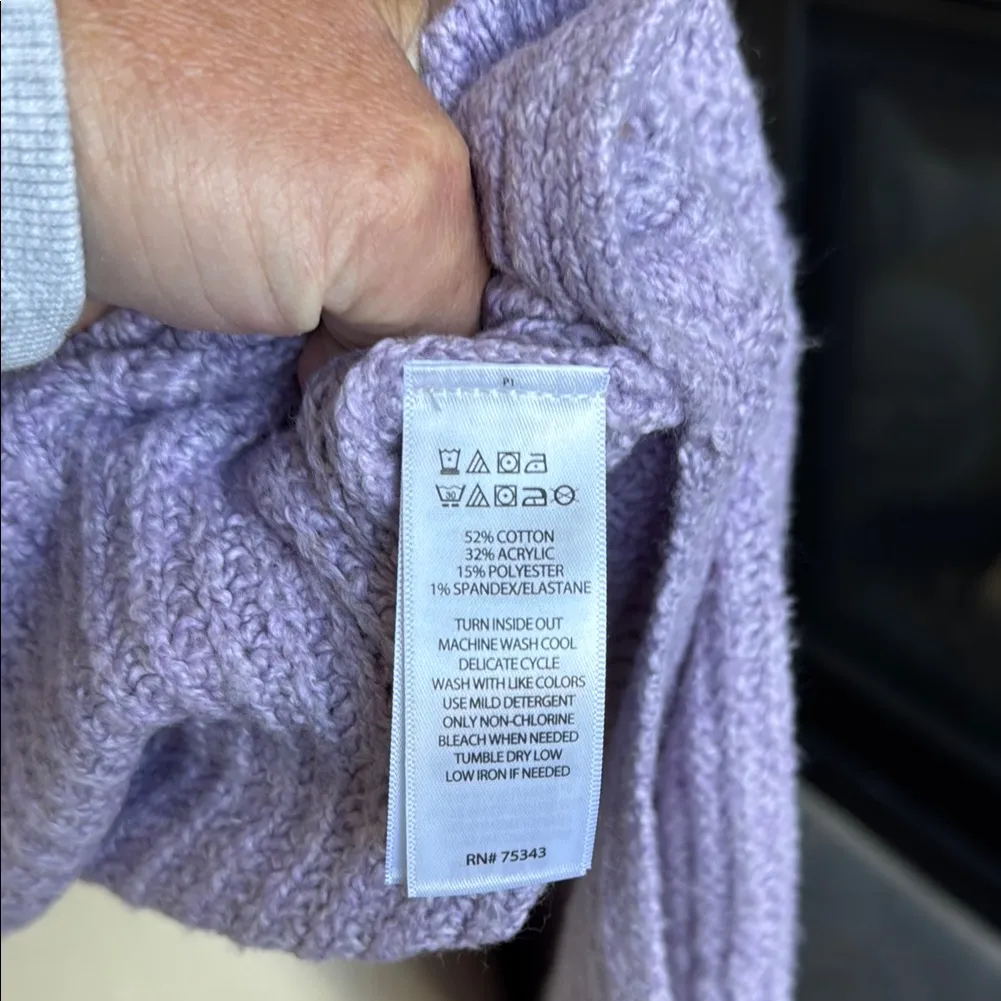 P1
30
52% COTTON
32% ACRYLIC
15% POLYESTER
1% SPANDEX/ELASTANE
TURN INSIDE OUT
MACHINE WASH COOL
DELICATE CYCLE
WASH WITH LIKE COLORS
USE MILD DETERGENT
ONLY NON-CHLORINE
BLEACH WHEN NEEDED
TUMBLE DRY LOW
LOW IRON IF NEEDED
RN# 75343